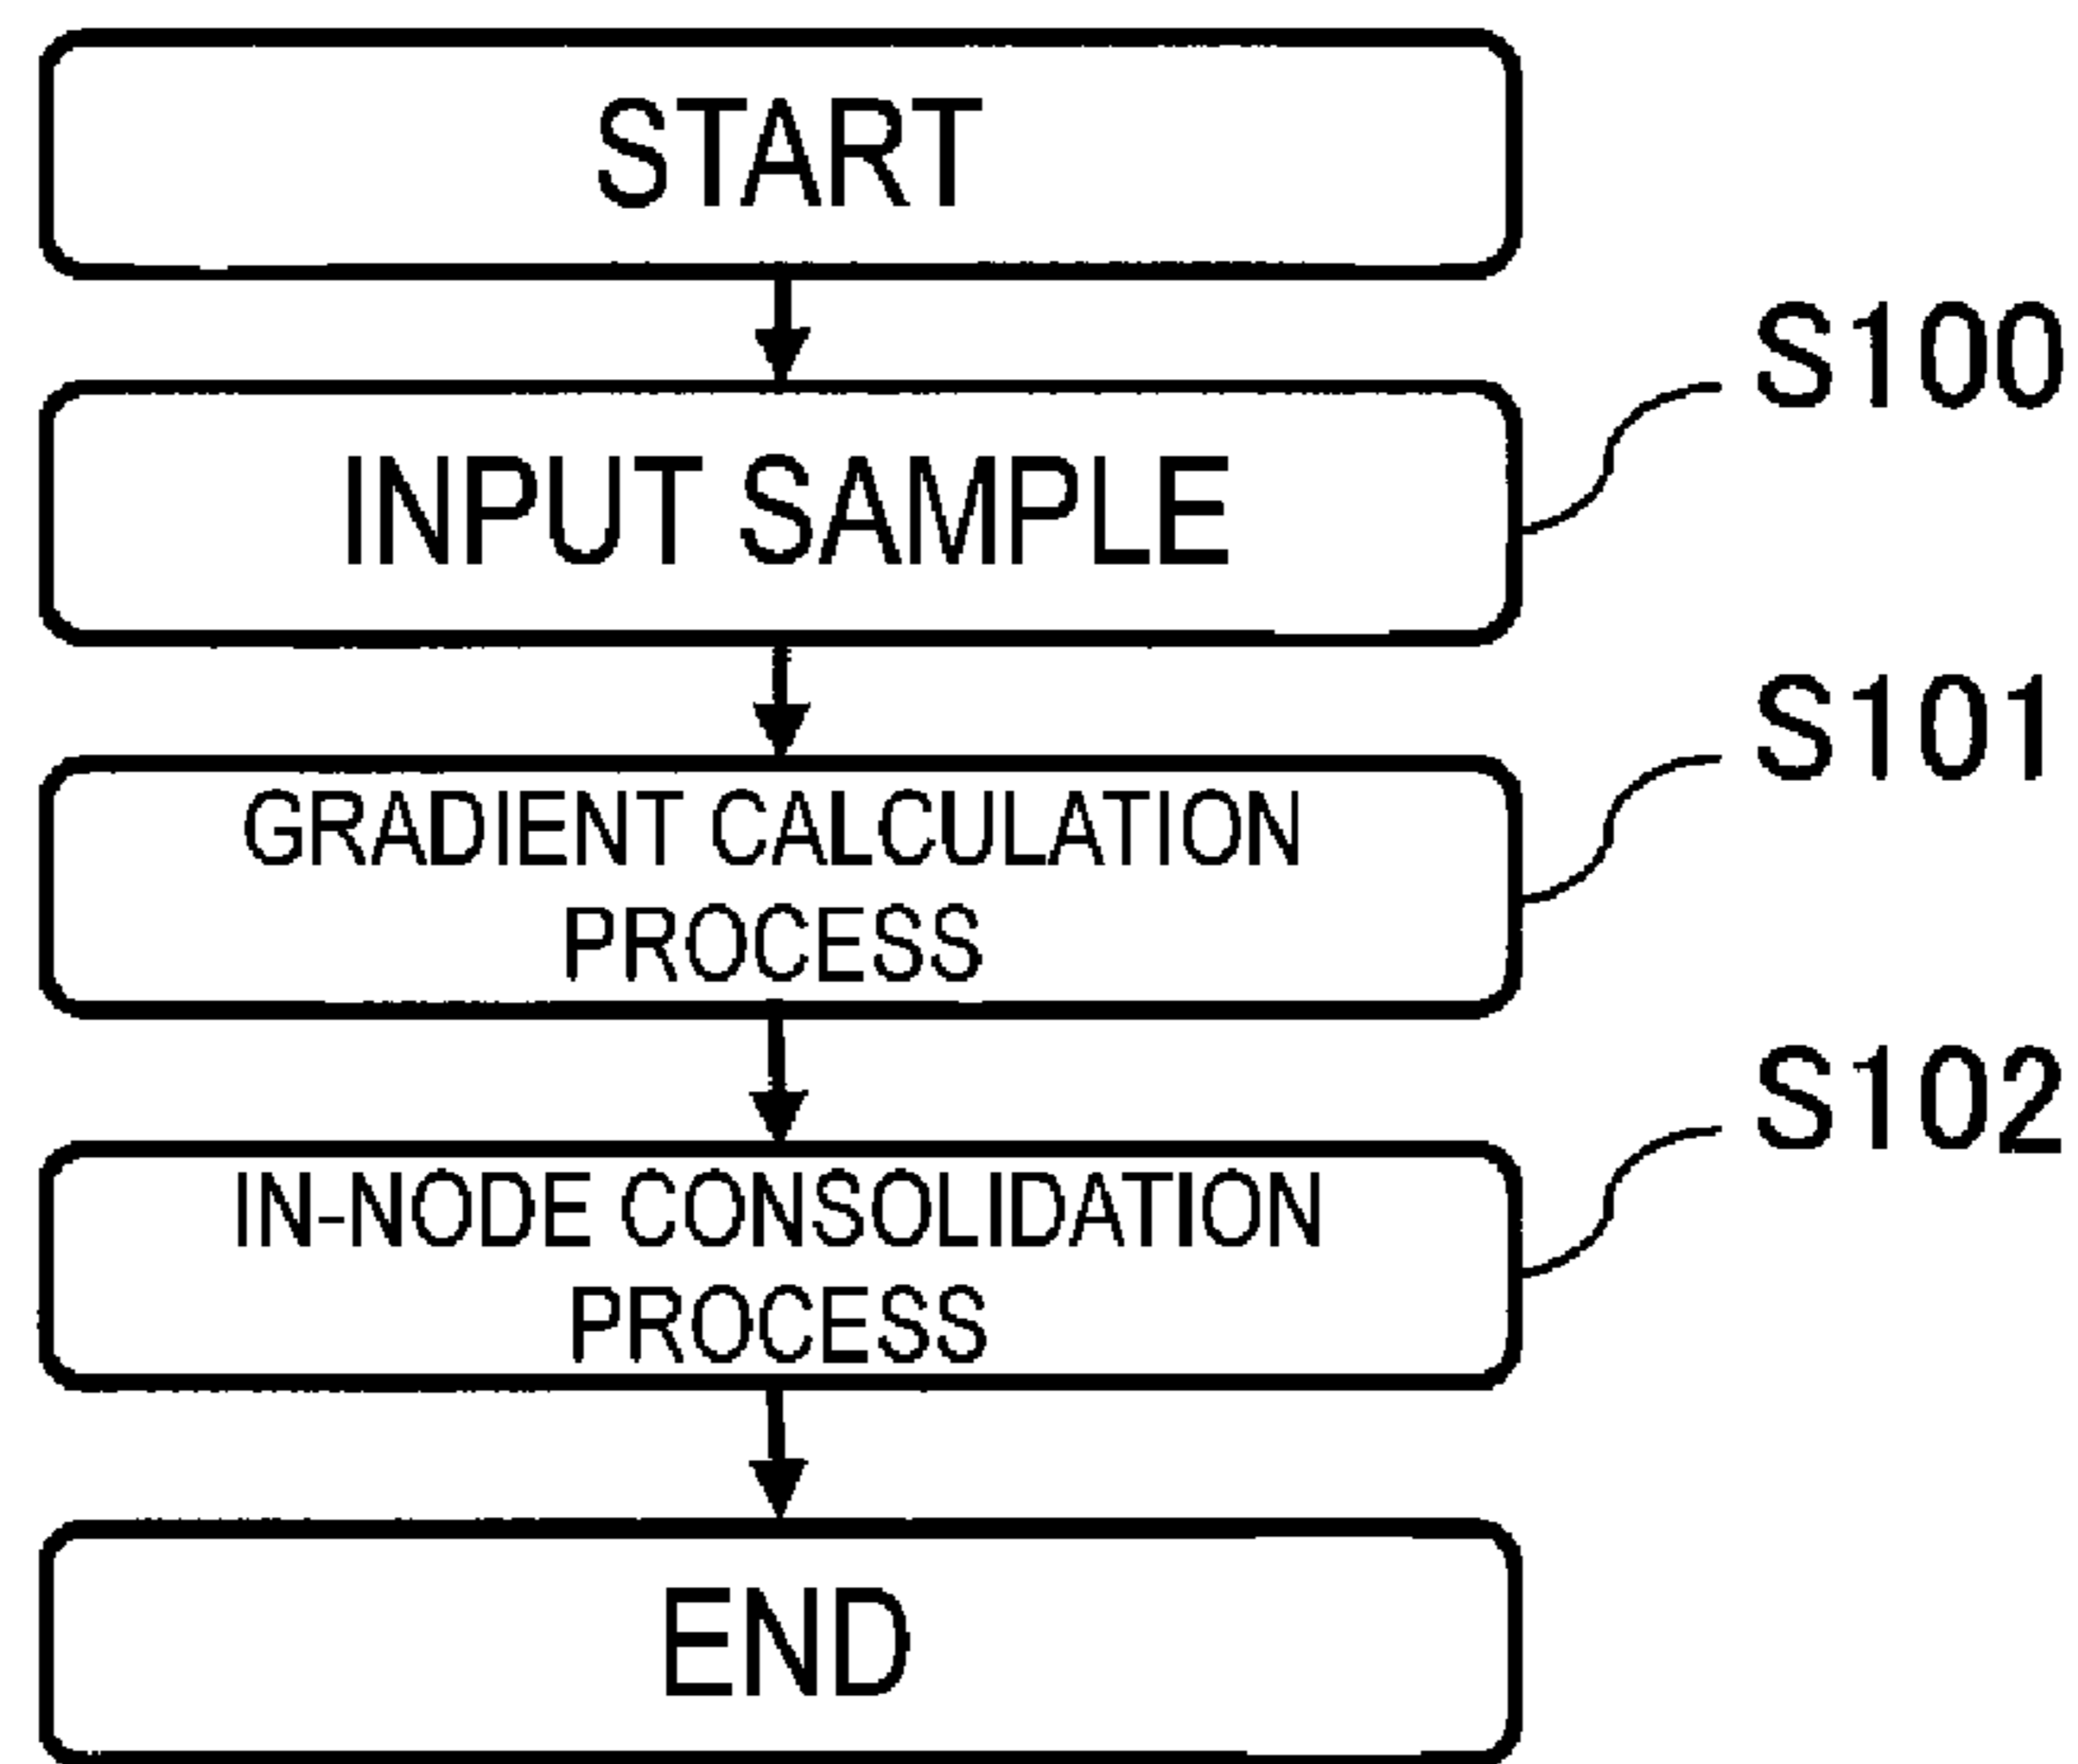 START
S100
INPUT SAMPLE
S101
GRADIENT CALCULATION
PROCESS
S102
IN-NODE CONSOLIDATION
PROCESS
END